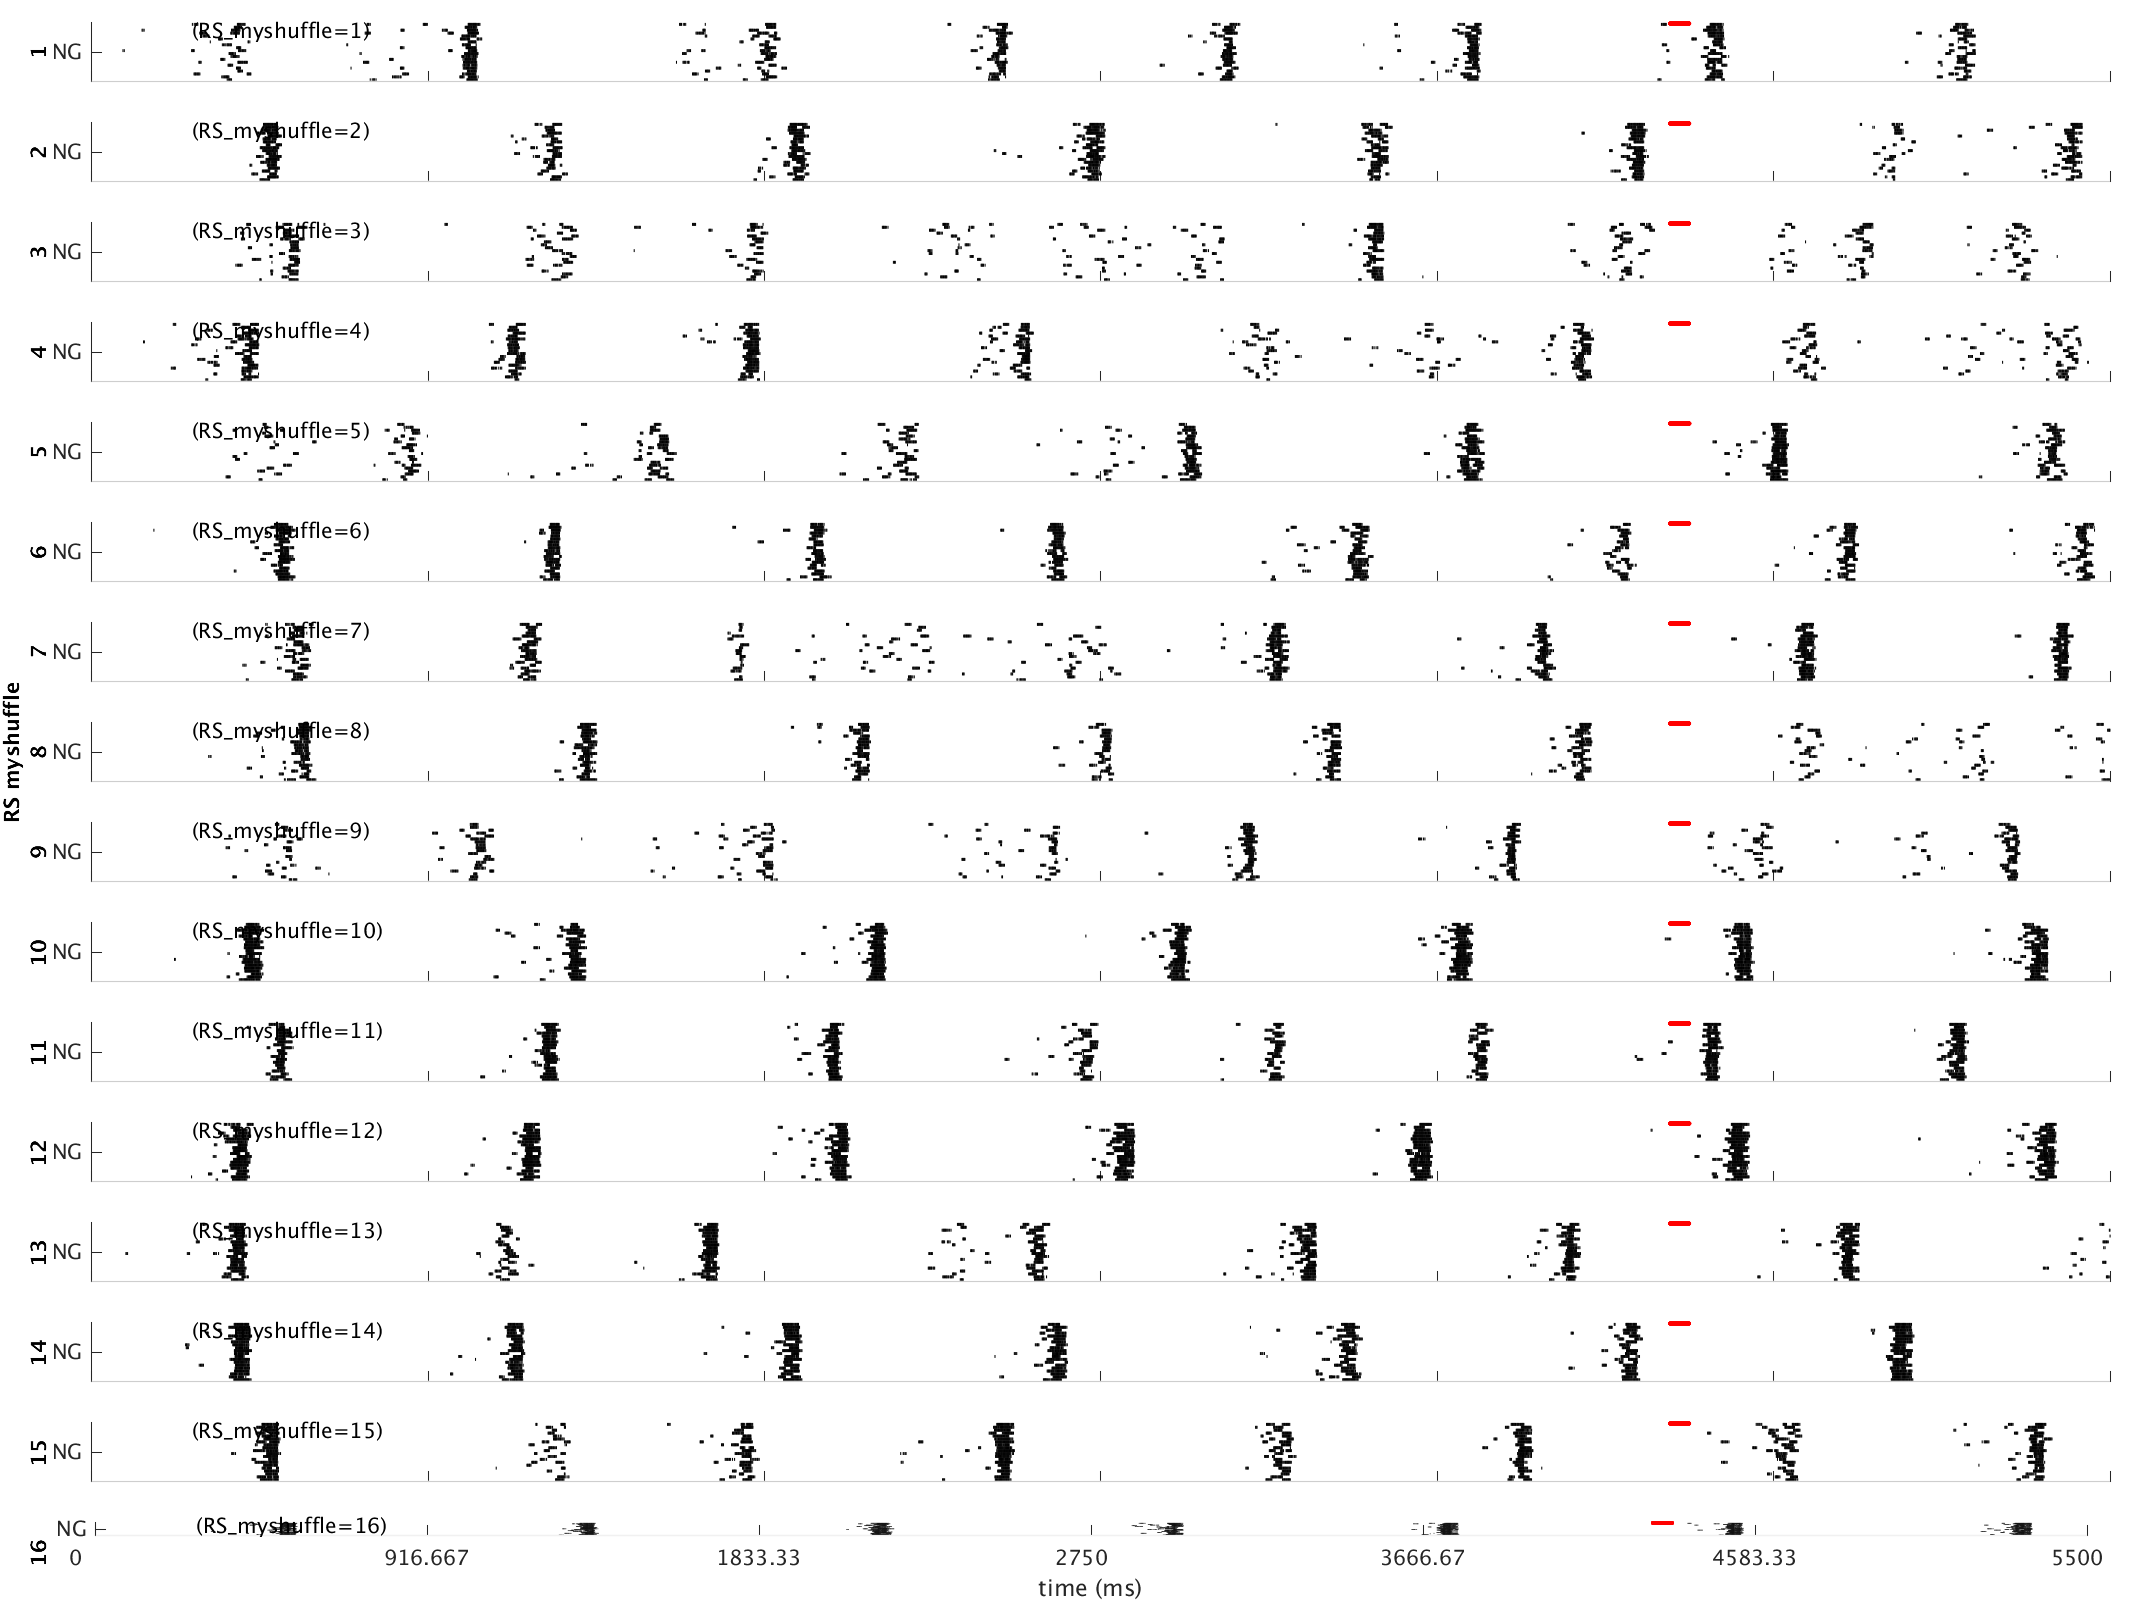 1 NG (RS_myshuffle=1)
2 NG (RS_myshuffle=2)
3 NG (RS_myshuffle=3)
4 NG (RS_myshuffle=4)
5 NG (RS_myshuffle=5)
6 NG (RS_myshuffle=6)
7 NG (RS_myshuffle=7)
RS myshuffle
8 NG (RS_myshuffle=8)
9 NG (RS_myshuffle=9)
10 NG (RS_myshuffle=10)
11 NG (RS_myshuffle=11)
12 NG (RS_myshuffle=12)
13 NG (RS_myshuffle=13)
14 NG (RS_myshuffle=14)
15 NG (RS_myshuffle=15)
16 NG (RS_myshuffle=16)
0 916.667 1833.33 2750 3666.67 4583.33 5500
time (ms)